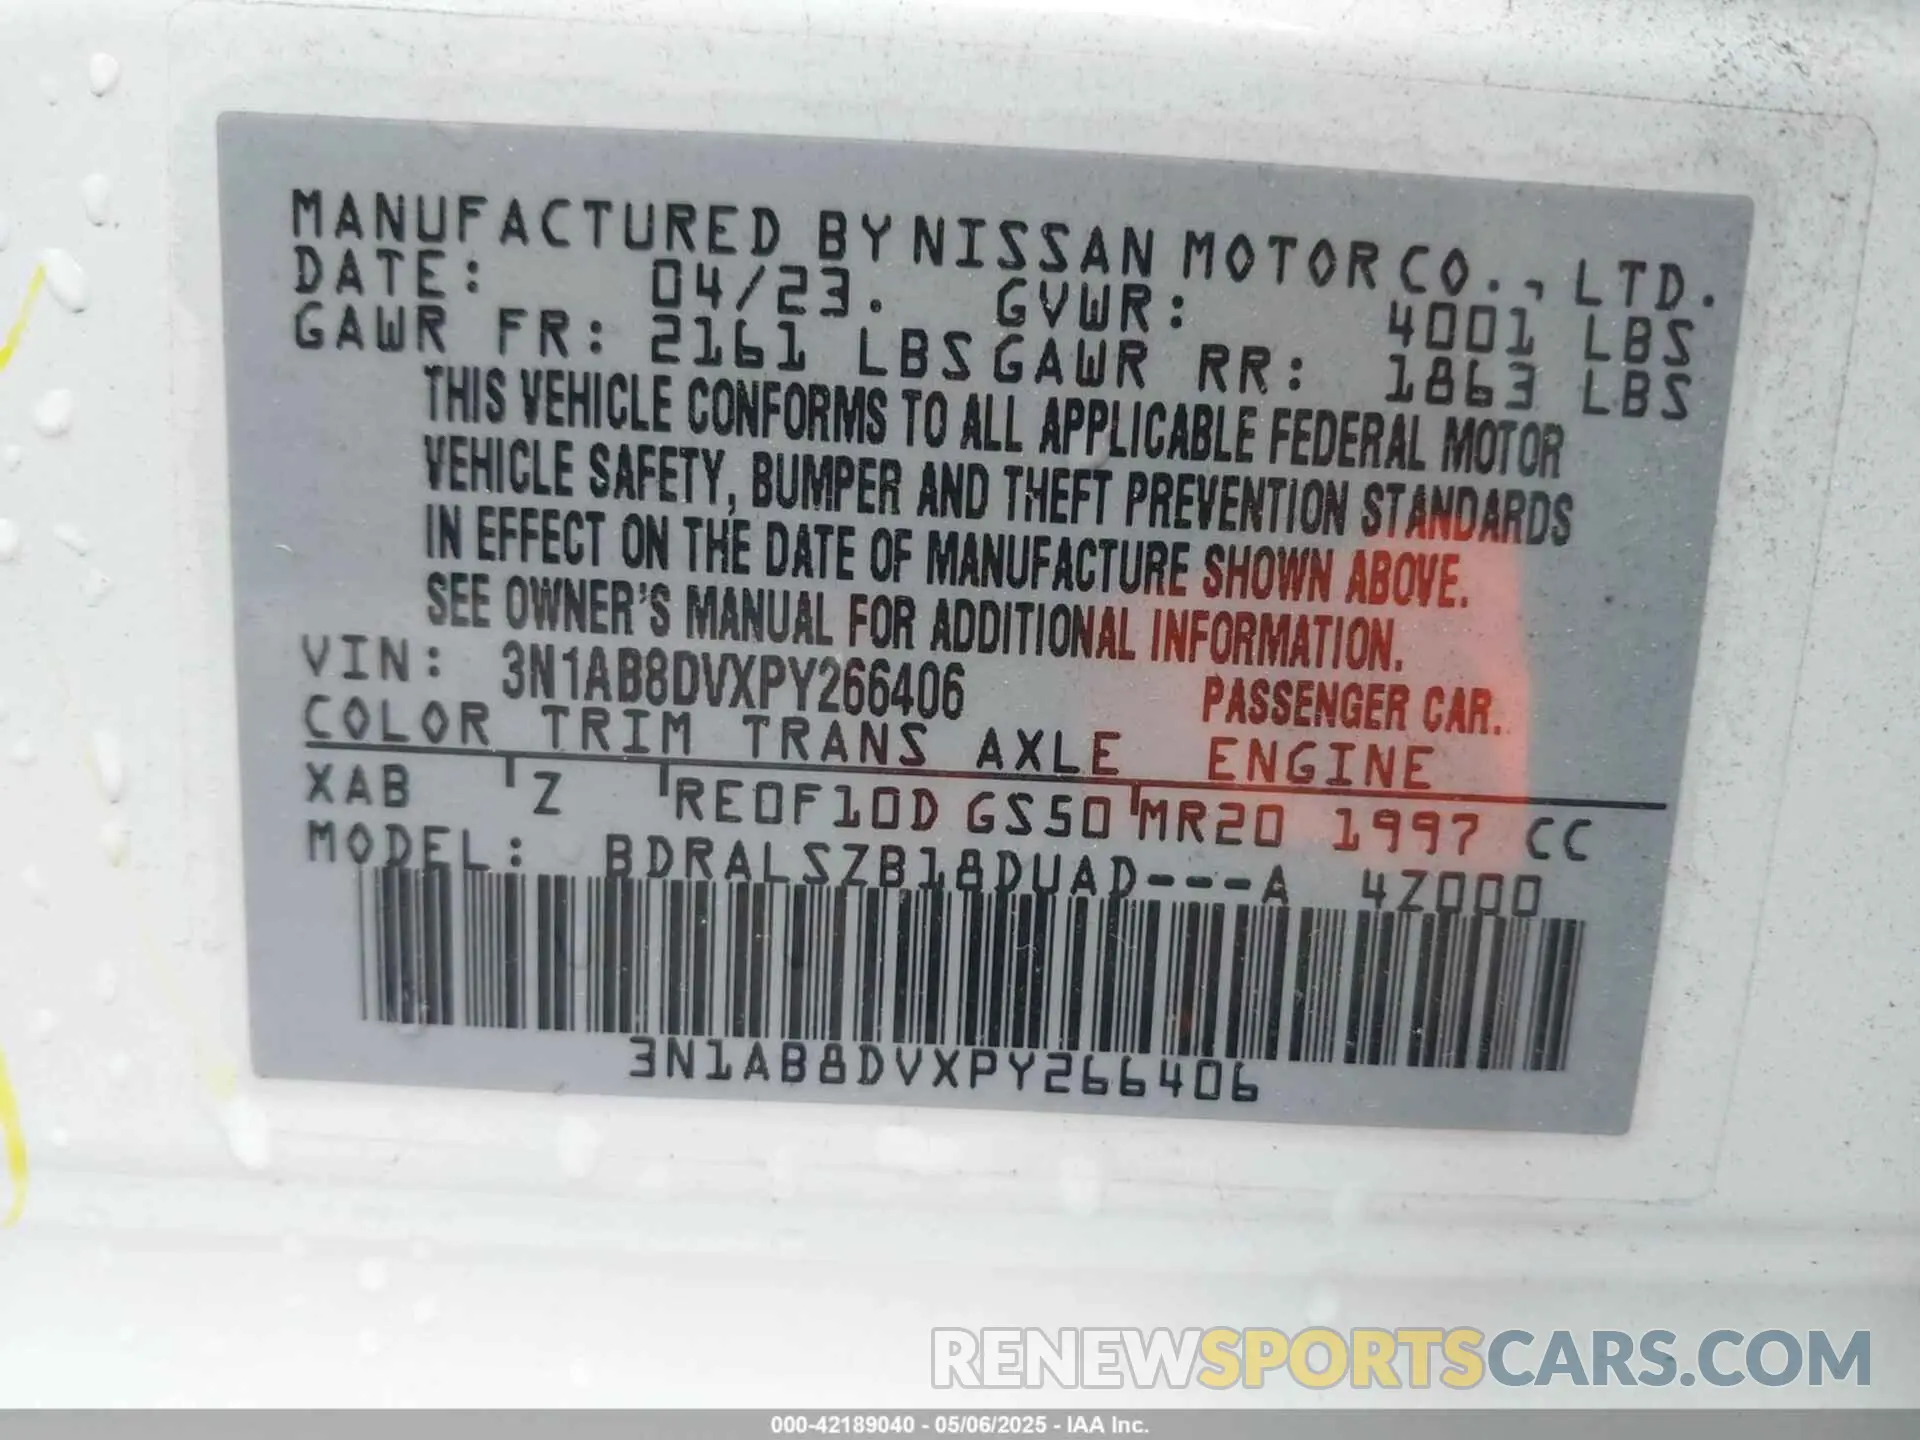 MANUFACTURED BY NISSAN MOTOR CO., LTD.
DATE: 04/23. GVWR: 4001 LBS
GAWR FR: 2161 LBS GAWR RR: 1863 LBS
THIS VEHICLE CONFORMS TO ALL APPLICABLE FEDERAL MOTOR
VEHICLE SAFETY, BUMPER AND THEFT PREVENTION STANDARDS
IN EFFECT ON THE DATE OF MANUFACTURE SHOWN ABOVE.
SEE OWNER'S MANUAL FOR ADDITIONAL INFORMATION.
VIN: 3N1AB8DVXPY266406 PASSENGER CAR.
COLOR TRIM TRANS AXLE ENGINE
XAB Z RE0F10D GS50 MR20 1997 CC
MODEL: BDRALSZB18DUAD---A 4Z000
3N1AB8DVXPY266406
RENEWSPORTSCARS.COM
000-42189040 - 05/06/2025 - IAA Inc.